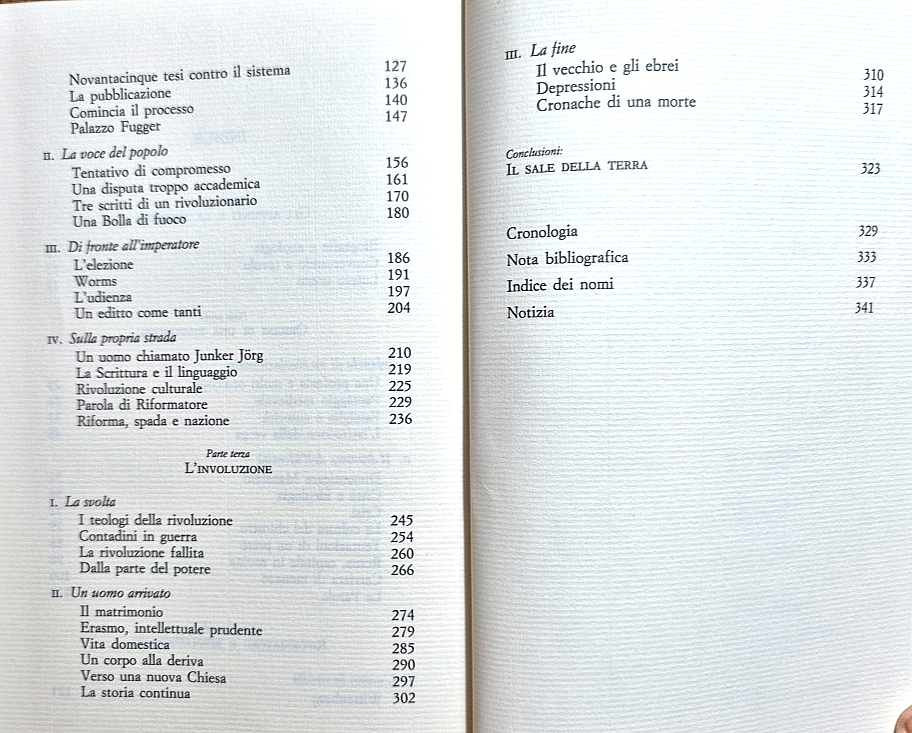 Novantacinque tesi contro il sistema 127
La pubblicazione 136
Comincia il processo 140
Palazzo Fugger 147
II. La voce del popolo
Tentativo di compromesso 156
Una disputa troppo accademica 161
Tre scritti di un rivoluzionario 170
Una Bolla di fuoco 180
III. Di fronte all'imperatore
L'elezione 186
Worms 191
L'udienza 197
Un editto come tanti 204
IV. Sulla propria strada
Un uomo chiamato Junker Jörg 210
La Scrittura e il linguaggio 219
Rivoluzione culturale 225
Parola di Riformatore 229
Riforma, spada e nazione 236
Parte terza
L'INVOLUZIONE
I. La svolta
I teologi della rivoluzione 245
Contadini in guerra 254
La rivoluzione fallita 260
Dalla parte del potere 266
II. Un uomo arrivato
Il matrimonio 274
Erasmo, intellettuale prudente 279
Vita domestica 285
Un corpo alla deriva 290
Verso una nuova Chiesa 297
La storia continua 302
III. La fine
Il vecchio e gli ebrei 310
Depressioni 314
Cronache di una morte 317
Conclusioni:
IL SALE DELLA TERRA 323
Cronologia 329
Nota bibliografica 333
Indice dei nomi 337
Notizia 341